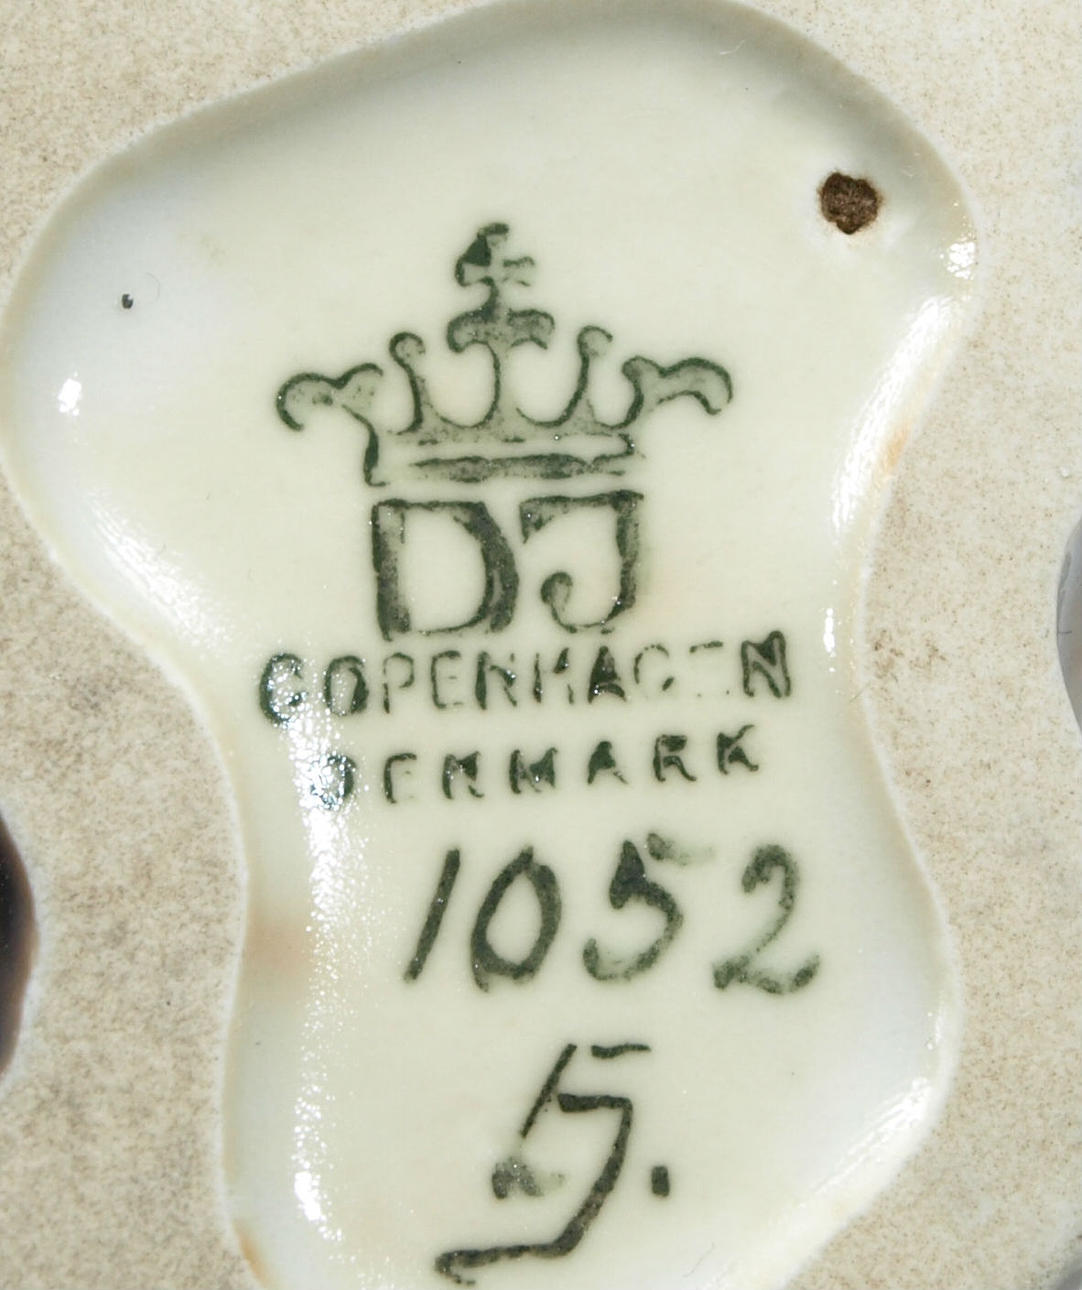 DJ
COPENHAGEN
DENMARK
1052
5.